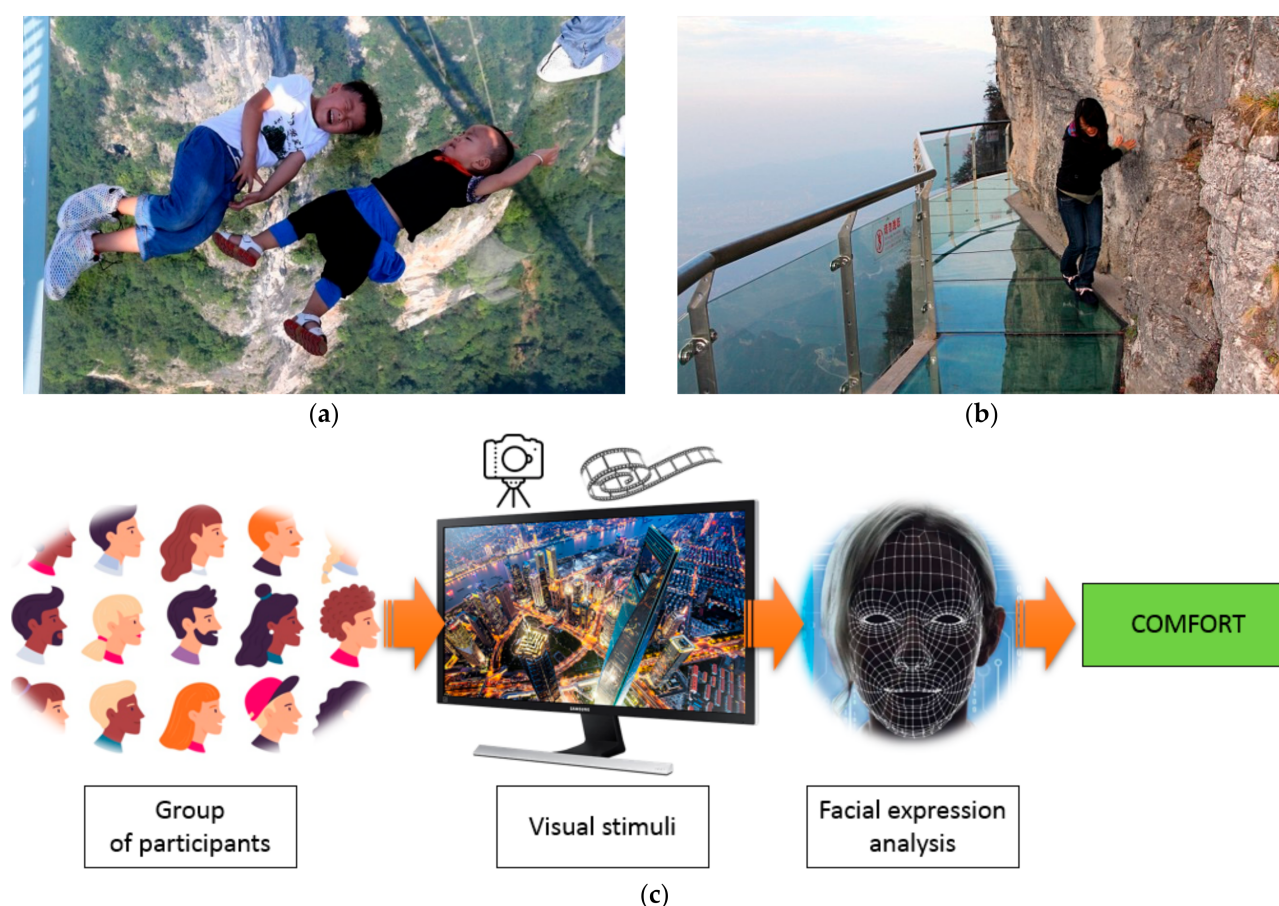 (a)
(b)
SAMSUNG
COMFORT
Group
of participants
Visual stimuli
Facial expression
analysis
(c)